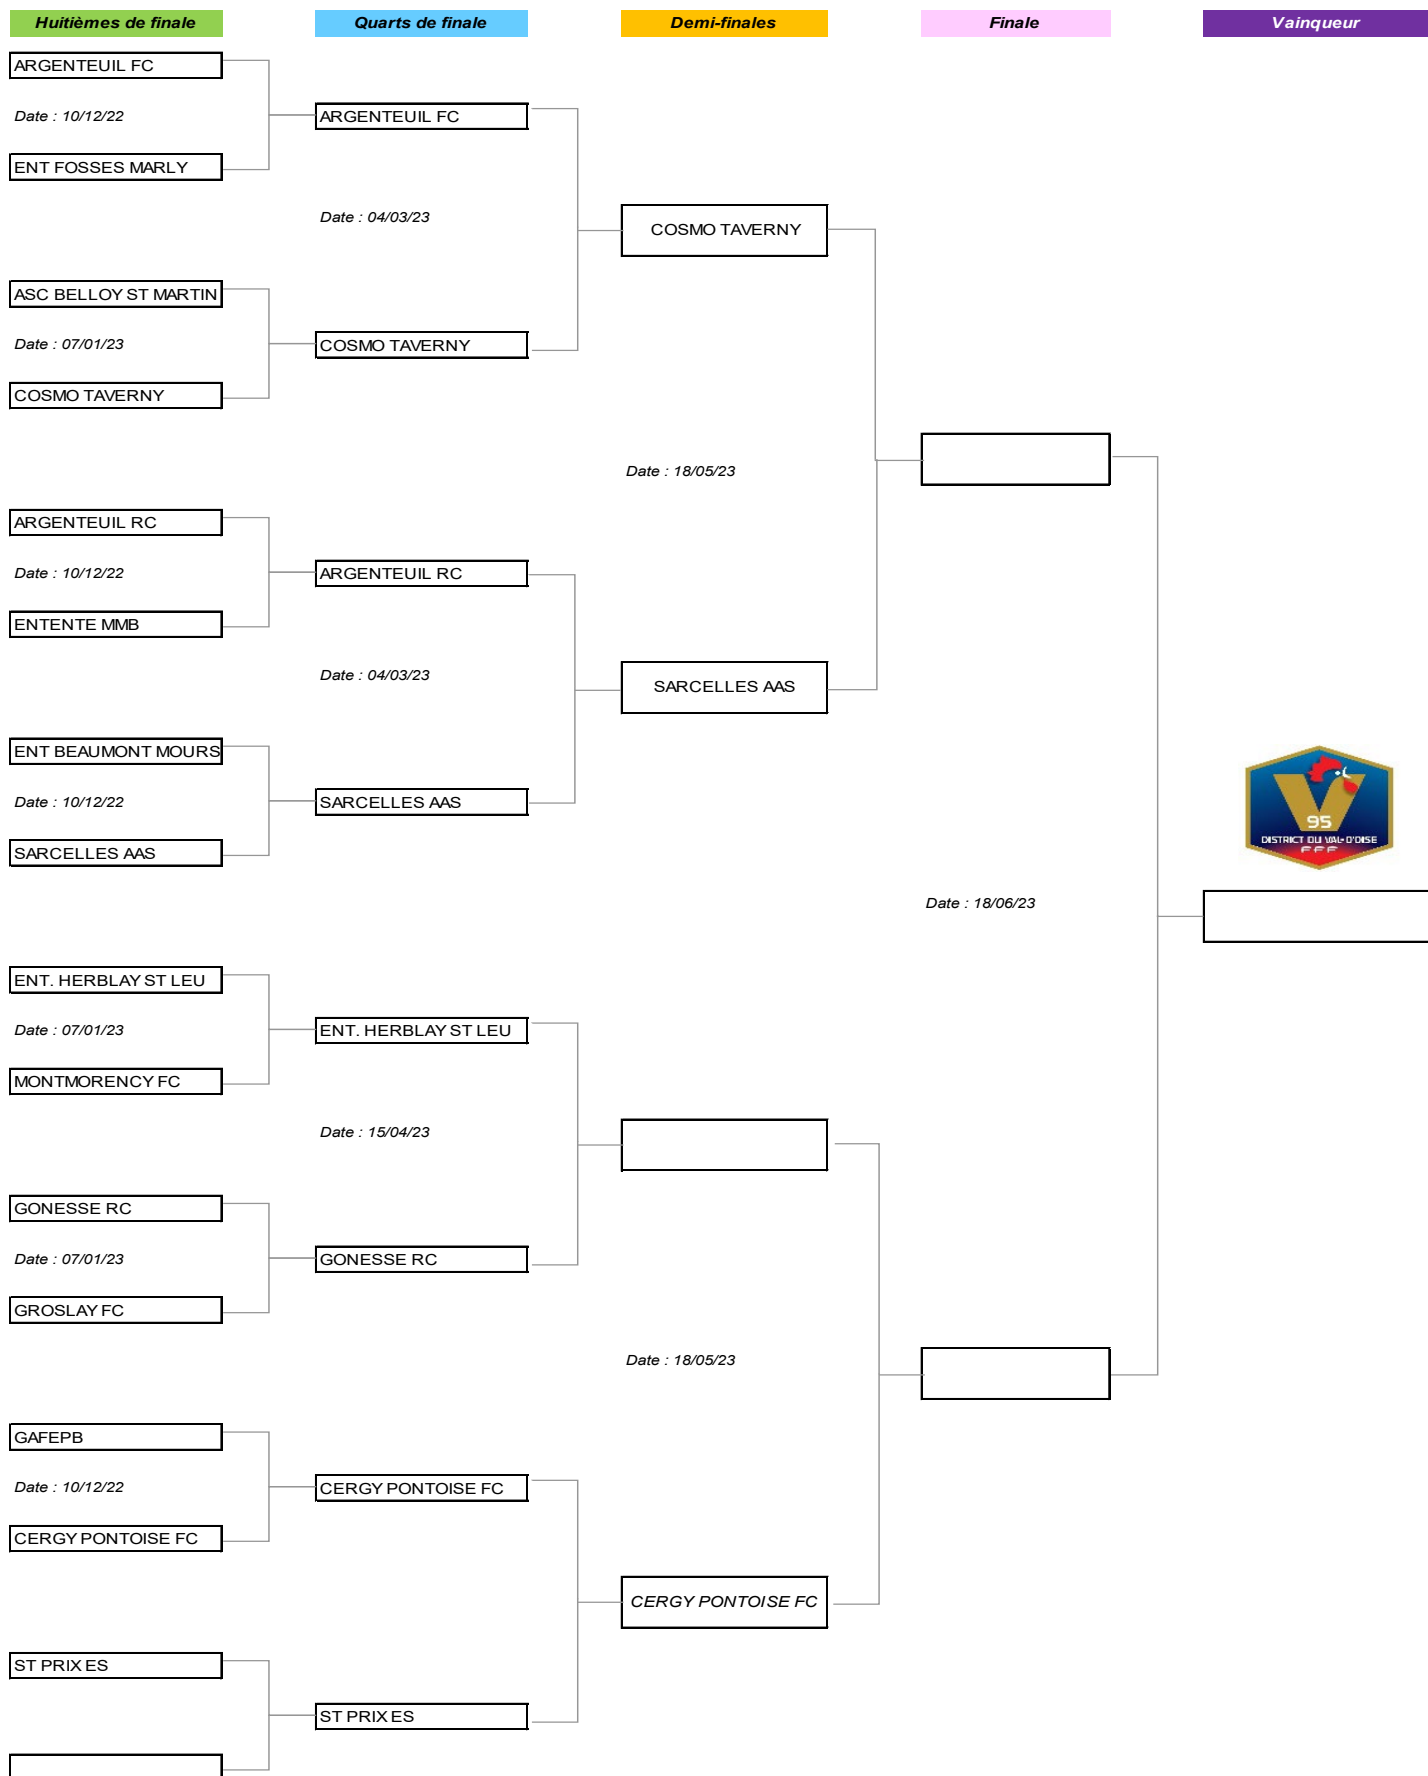 Huitièmes de finale
Quarts de finale
Demi-finales
Finale
Vainqueur
ARGENTEUIL FC
Date : 10/12/22
ARGENTEUIL FC
ENT FOSSES MARLY
Date : 04/03/23
COSMO TAVERNY
ASC BELLOY ST MARTIN
Date : 07/01/23
COSMO TAVERNY
COSMO TAVERNY
Date : 18/05/23
ARGENTEUIL RC
Date : 10/12/22
ARGENTEUIL RC
ENTENTE MMB
Date : 04/03/23
SARCELLES AAS
ENT BEAUMONT MOURS
Date : 10/12/22
SARCELLES AAS
SARCELLES AAS
95
DISTRICT DU VAL-D'OISE
FFF
Date : 18/06/23
ENT. HERBLAY ST LEU
Date : 07/01/23
ENT. HERBLAY ST LEU
MONTMORENCY FC
Date : 15/04/23
GONESSE RC
Date : 07/01/23
GONESSE RC
GROSLAY FC
Date : 18/05/23
GAFEPB
Date : 10/12/22
CERGY PONTOISE FC
CERGY PONTOISE FC
CERGY PONTOISE FC
ST PRIX ES
ST PRIX ES